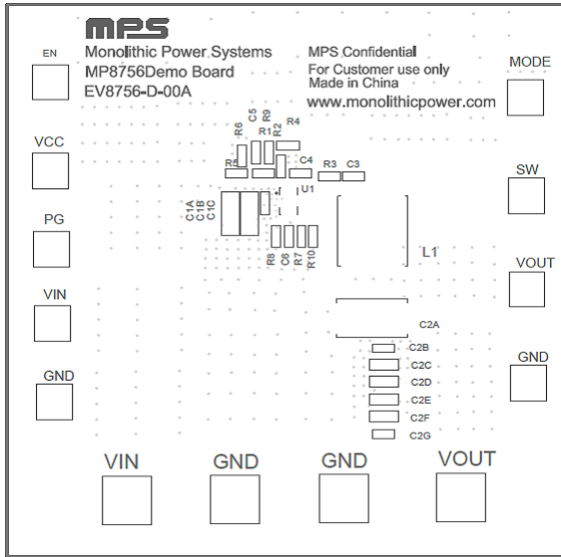 mps
Monolithic Power Systems
MP8756Demo Board
EV8756-D-00A
MPS Confidential
For Customer use only
Made in China
www.monolithicpower.com
EN
VCC
PG
VIN
GND
MODE
SW
VOUT
GND
R6
C5
R1
R9
R2
R4
R5
C4
R3
C3
U1
C1A
C1B
C1C
R8
C6
R7
R10
L1
C2A
C2B
C2C
C2D
C2E
C2F
C2G
VIN
GND
GND
VOUT